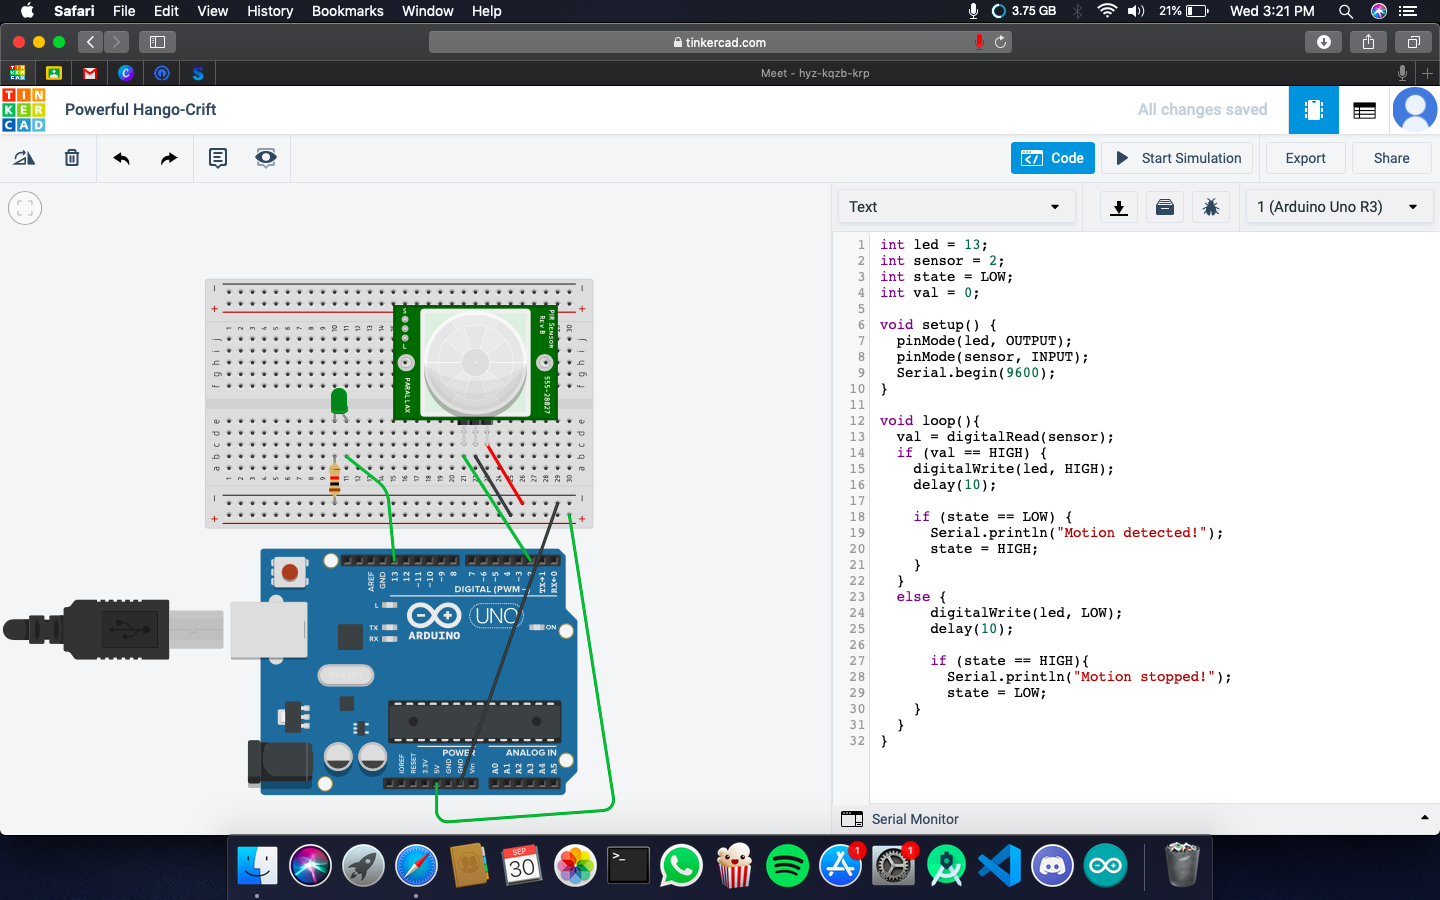 Safari File Edit View History Bookmarks Window Help 3.75 GB 21% Wed 3:21 PM
tinkercad.com
Meet - hyz-kqzb-krp
TINKERCAD Powerful Hango-Crift All changes saved
Code Start Simulation Export Share
Text 1 (Arduino Uno R3)
1 int led = 13;
2 int sensor = 2;
3 int state = LOW;
4 int val = 0;
5
6 void setup() {
7 pinMode(led, OUTPUT);
8 pinMode(sensor, INPUT);
9 Serial.begin(9600);
10 }
11
12 void loop(){
13 val = digitalRead(sensor);
14 if (val == HIGH) {
15 digitalWrite(led, HIGH);
16 delay(10);
17
18 if (state == LOW) {
19 Serial.println("Motion detected!");
20 state = HIGH;
21 }
22 }
23 else {
24 digitalWrite(led, LOW);
25 delay(10);
26
27 if (state == HIGH){
28 Serial.println("Motion stopped!");
29 state = LOW;
30 }
31 }
32 }
Serial Monitor
PIR SENSOR
Rev B
555-28027
PARALLAX
S
L
a b c d e
f g h i j
AREF GND 13 12 ~11 ~10 ~9 8 7 ~6 ~5 4 ~3 2 TX→1 RX←0
DIGITAL (PWM~)
L
TX
RX
UNO
ARDUINO
ON
POWER ANALOG IN
IOREF RESET 3.3V 5V GND GND Vin A0 A1 A2 A3 A4 A5
SEP
30
>_
1
1